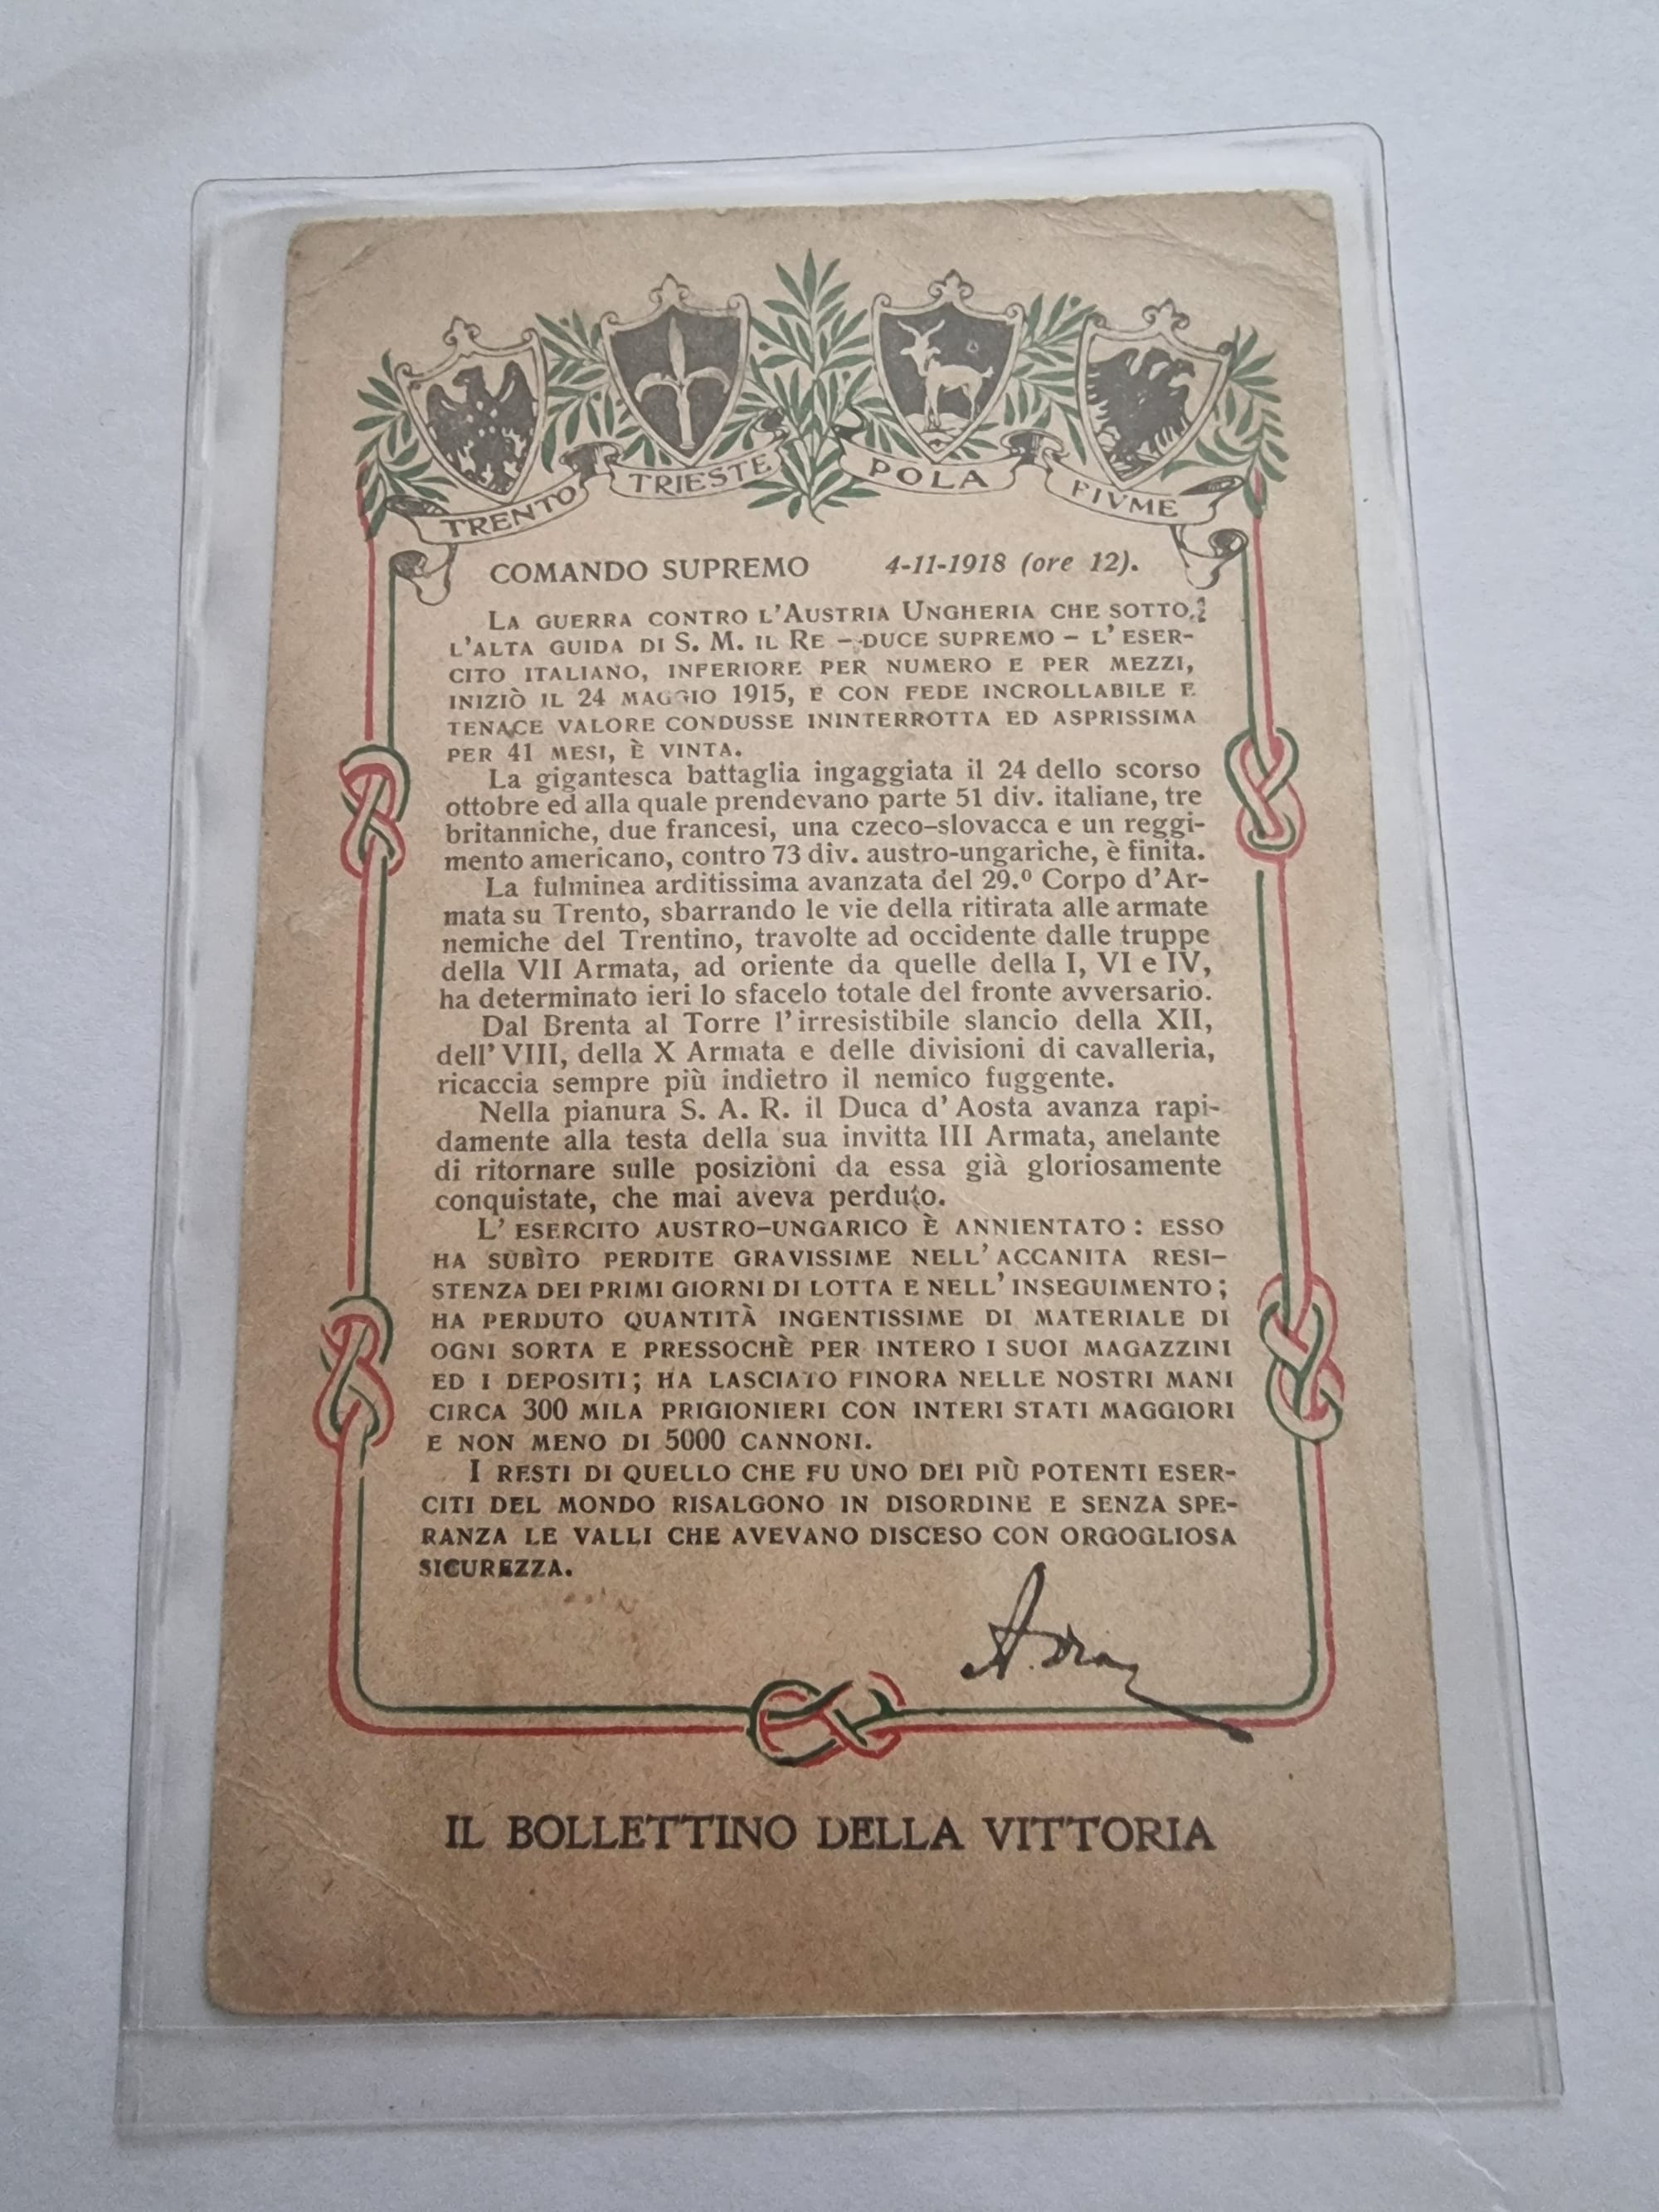 TRENTO
TRIESTE
POLA
FIVME
COMANDO SUPREMO 4-11-1918 (ore 12).
LA GUERRA CONTRO L'AUSTRIA UNGHERIA CHE SOTTO,
L'ALTA GUIDA DI S. M. IL RE – DUCE SUPREMO – L'ESER-
CITO ITALIANO, INFERIORE PER NUMERO E PER MEZZI,
INIZIÒ IL 24 MAGGIO 1915, E CON FEDE INCROLLABILE E
TENACE VALORE CONDUSSE ININTERROTTA ED ASPRISSIMA
PER 41 MESI, È VINTA.
La gigantesca battaglia ingaggiata il 24 dello scorso
ottobre ed alla quale prendevano parte 51 div. italiane, tre
britanniche, due francesi, una czeco-slovacca e un reggi-
mento americano, contro 73 div. austro-ungariche, è finita.
La fulminea arditissima avanzata del 29.º Corpo d'Ar-
mata su Trento, sbarrando le vie della ritirata alle armate
nemiche del Trentino, travolte ad occidente dalle truppe
della VII Armata, ad oriente da quelle della I, VI e IV,
ha determinato ieri lo sfacelo totale del fronte avversario.
Dal Brenta al Torre l'irresistibile slancio della XII,
dell'VIII, della X Armata e delle divisioni di cavalleria,
ricaccia sempre più indietro il nemico fuggente.
Nella pianura S. A. R. il Duca d'Aosta avanza rapi-
damente alla testa della sua invitta III Armata, anelante
di ritornare sulle posizioni da essa già gloriosamente
conquistate, che mai aveva perduto.
L'ESERCITO AUSTRO-UNGARICO È ANNIENTATO: ESSO
HA SUBÌTO PERDITE GRAVISSIME NELL'ACCANITA RESI-
STENZA DEI PRIMI GIORNI DI LOTTA E NELL'INSEGUIMENTO;
HA PERDUTO QUANTITÀ INGENTISSIME DI MATERIALE DI
OGNI SORTA E PRESSOCHÈ PER INTERO I SUOI MAGAZZINI
ED I DEPOSITI; HA LASCIATO FINORA NELLE NOSTRI MANI
CIRCA 300 MILA PRIGIONIERI CON INTERI STATI MAGGIORI
E NON MENO DI 5000 CANNONI.
I RESTI DI QUELLO CHE FU UNO DEI PIÙ POTENTI ESER-
CITI DEL MONDO RISALGONO IN DISORDINE E SENZA SPE-
RANZA LE VALLI CHE AVEVANO DISCESO CON ORGOGLIOSA
SICUREZZA.
A. Diaz
IL BOLLETTINO DELLA VITTORIA